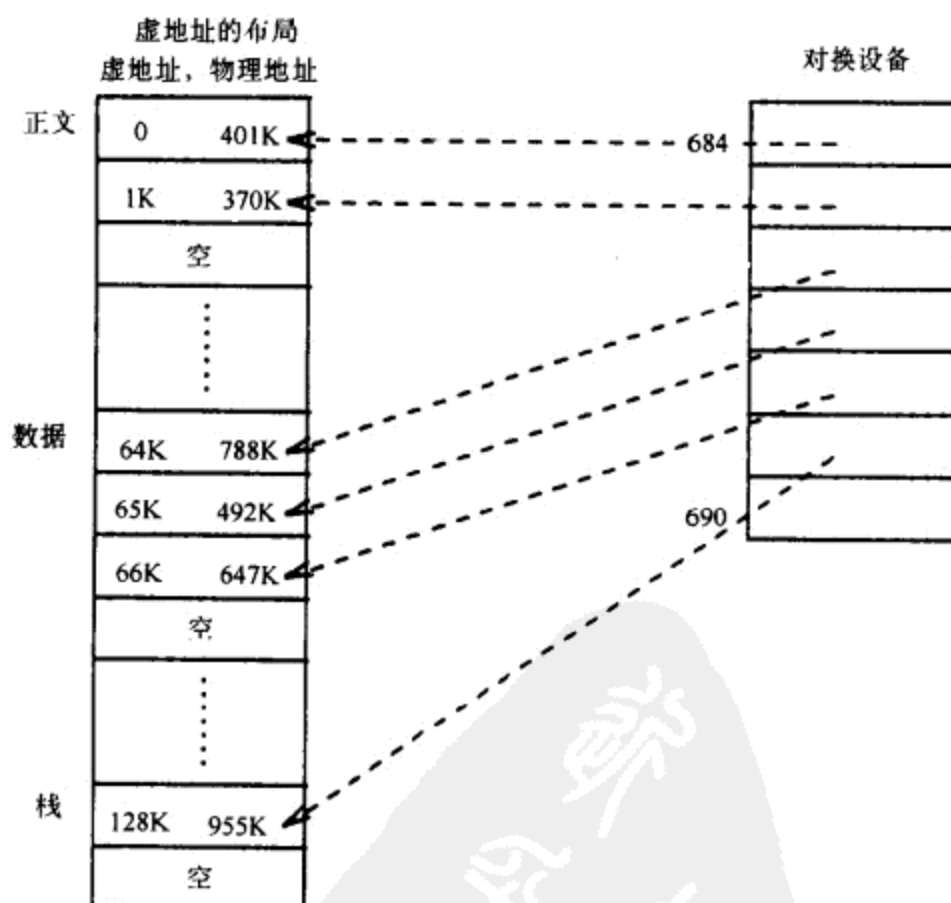 虚地址的布局
虚地址，物理地址
对换设备
正文 0 401K 684
1K 370K
空
数据 64K 788K
65K 492K 690
66K 647K
空
栈 128K 955K
空